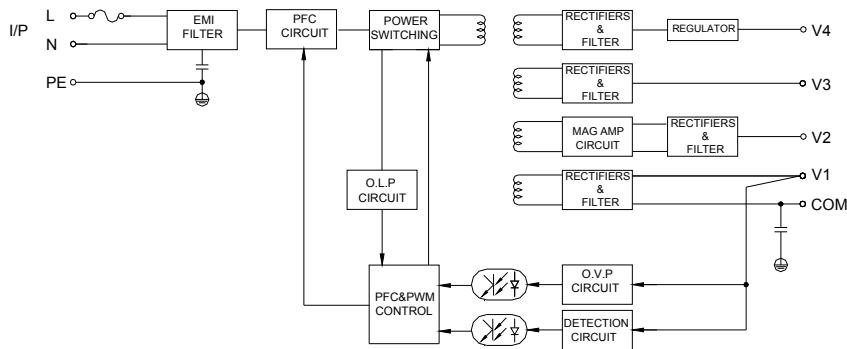 I/P
L
N
PE
EMI
FILTER
PFC
CIRCUIT
POWER
SWITCHING
RECTIFIERS
&
FILTER
REGULATOR
V4
RECTIFIERS
&
FILTER
V3
MAG AMP
CIRCUIT
RECTIFIERS
&
FILTER
V2
RECTIFIERS
&
FILTER
V1
COM
O.L.P
CIRCUIT
PFC&PWM
CONTROL
O.V.P
CIRCUIT
DETECTION
CIRCUIT